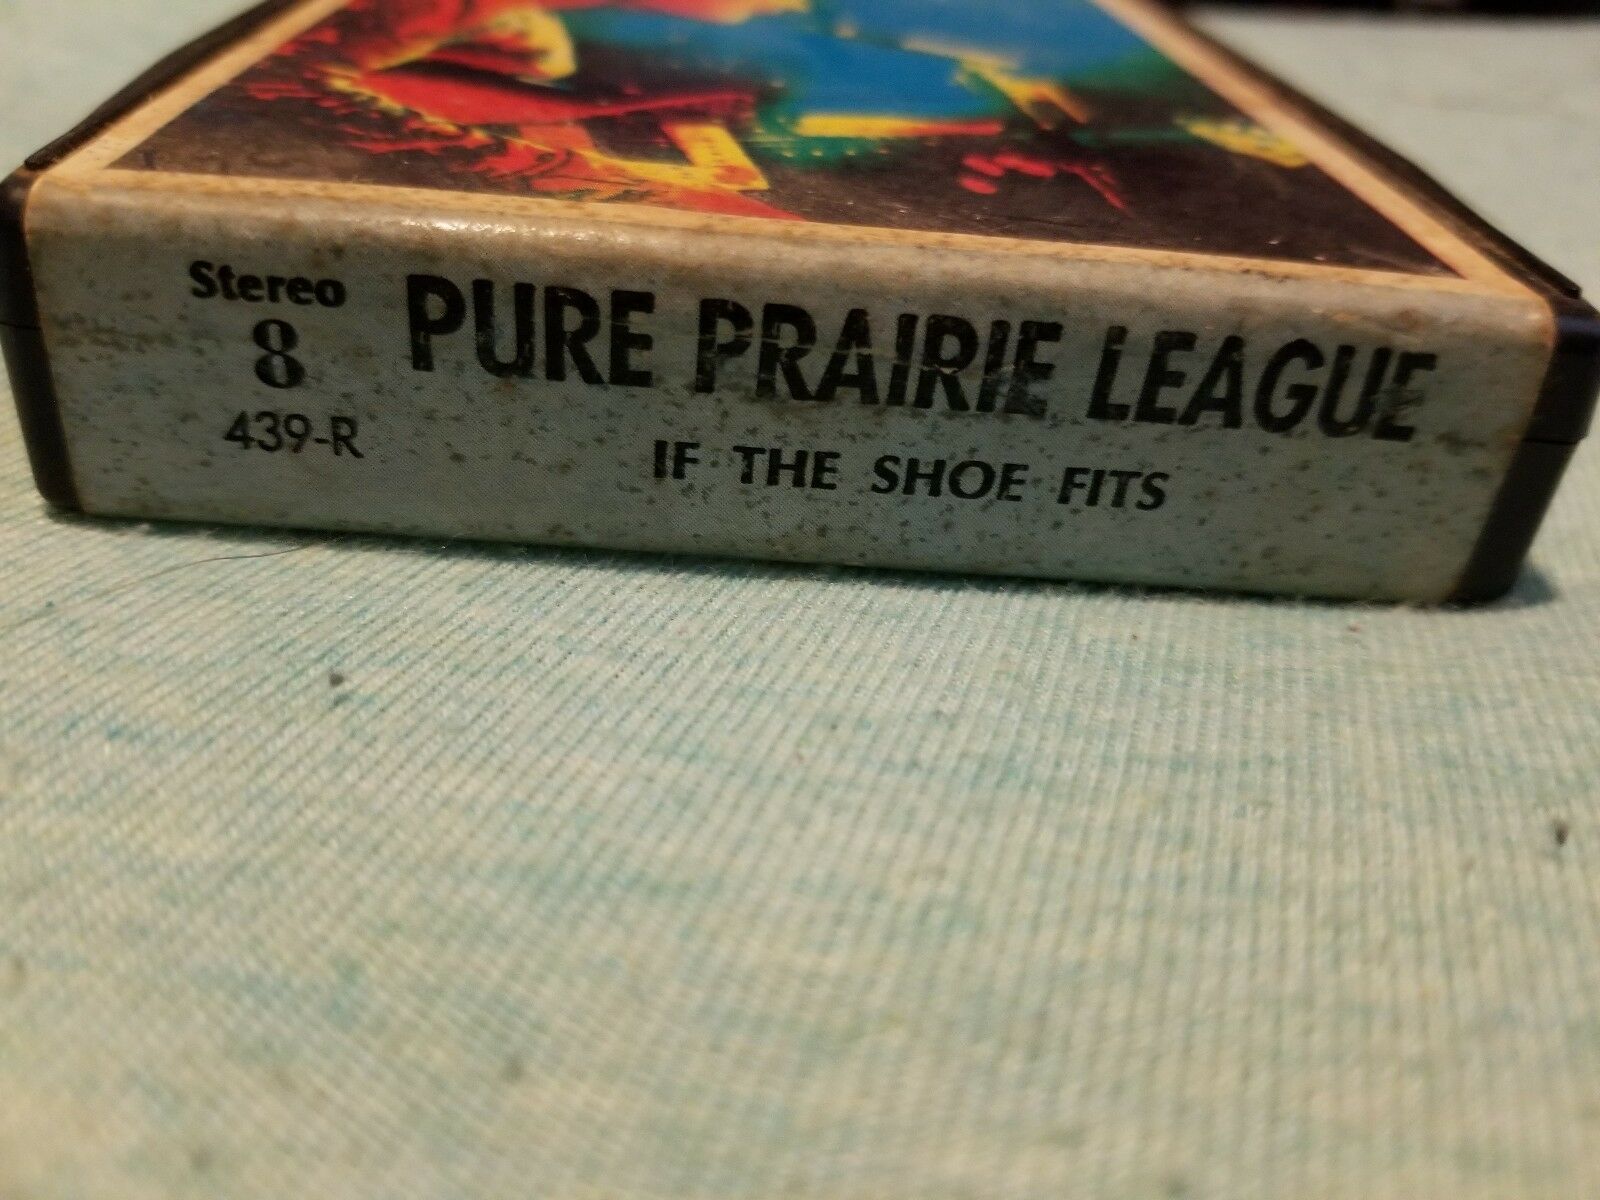 Stereo
8
439-R
PURE PRAIRIE LEAGUE
IF THE SHOE FITS